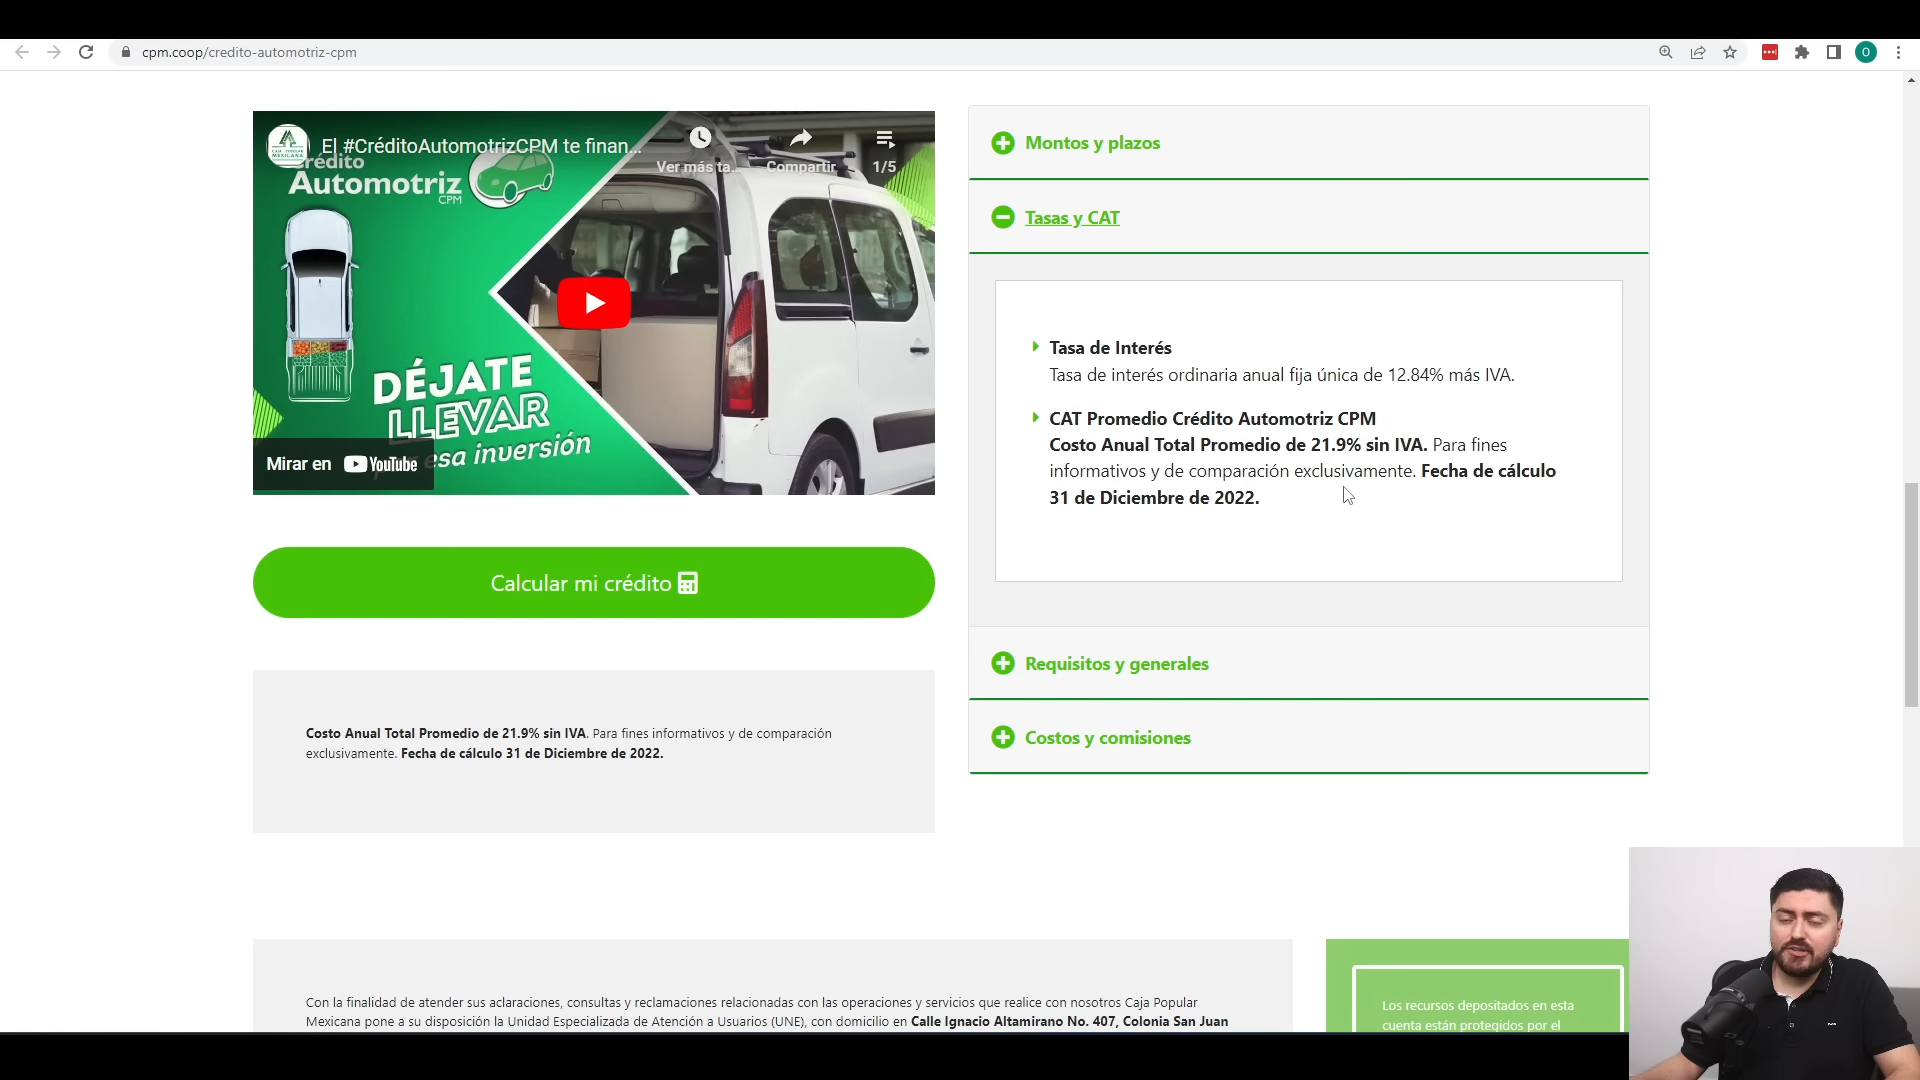 cpm.coop/credito-automotriz-cpm
O
El #CréditoAutomotrizCPM te finan...
Ver más ta...
Compartir
1/5
CAJA POPULAR
MEXICANA
Crédito
Automotriz
CPM
DÉJATE
LLEVAR
esa inversión
Mirar en YouTube
Calcular mi crédito
Costo Anual Total Promedio de 21.9% sin IVA. Para fines informativos y de comparación
exclusivamente. Fecha de cálculo 31 de Diciembre de 2022.
Montos y plazos
Tasas y CAT
Tasa de Interés
Tasa de interés ordinaria anual fija única de 12.84% más IVA.
CAT Promedio Crédito Automotriz CPM
Costo Anual Total Promedio de 21.9% sin IVA. Para fines
informativos y de comparación exclusivamente. Fecha de cálculo
31 de Diciembre de 2022.
Requisitos y generales
Costos y comisiones
Con la finalidad de atender sus aclaraciones, consultas y reclamaciones relacionadas con las operaciones y servicios que realice con nosotros Caja Popular
Mexicana pone a su disposición la Unidad Especializada de Atención a Usuarios (UNE), con domicilio en Calle Ignacio Altamirano No. 407, Colonia San Juan
Los recursos depositados en esta
cuenta están protegidos por el